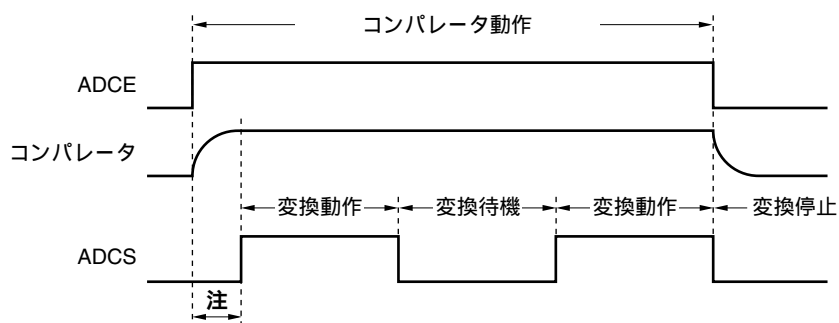 コンパレータ動作
ADCE
コンパレータ
変換動作 変換待機 変換動作 変換停止
ADCS
注